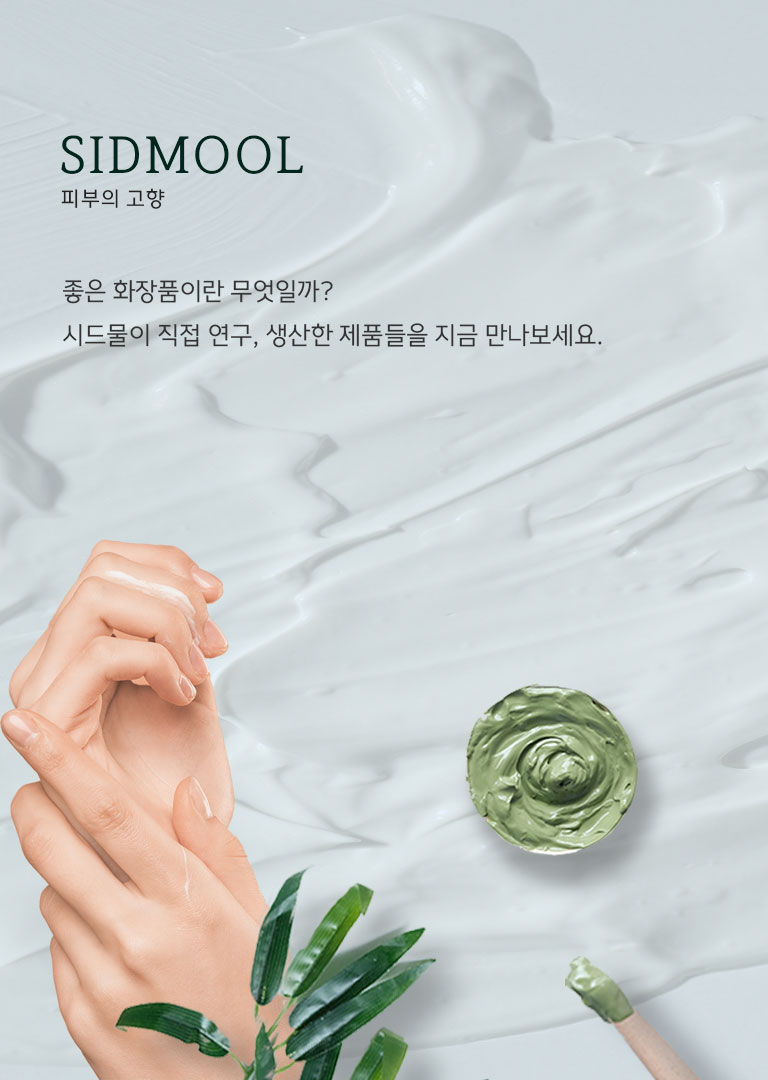 SIDMOOL
피부의 고향
좋은 화장품이란 무엇일까?
시드물이 직접 연구, 생산한 제품들을 지금 만나보세요.